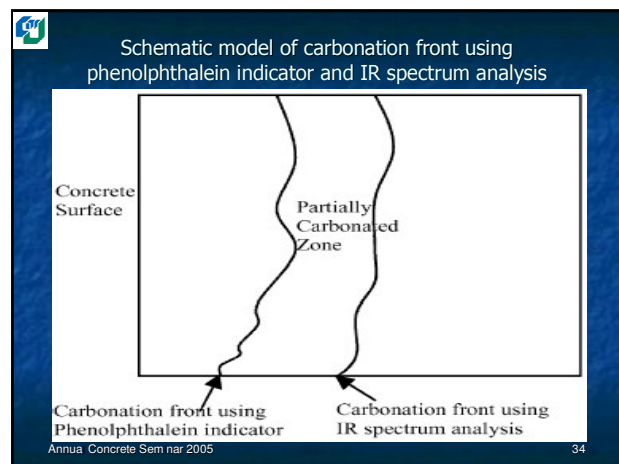 Schematic model of carbonation front using
phenolphthalein indicator and IR spectrum analysis
Concrete
Surface
Partially
Carbonated
Zone
Carbonation front using
Phenolphthalein indicator
Carbonation front using
IR spectrum analysis
Annua Concrete Sem nar 2005
34